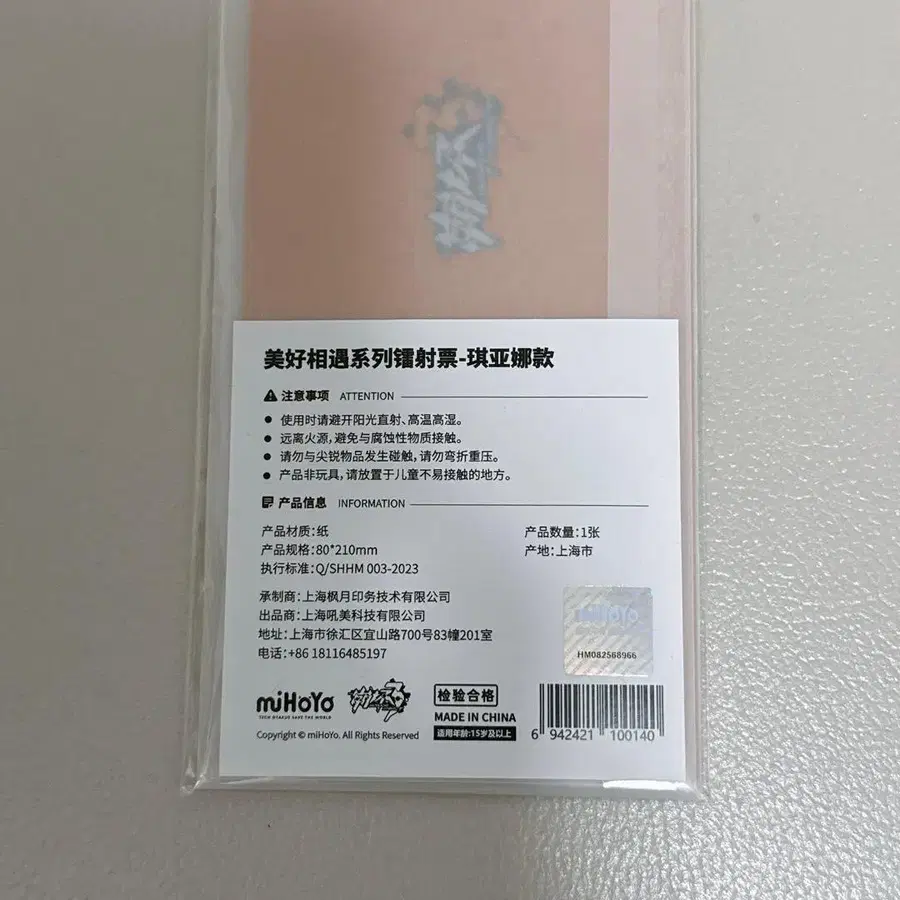 美好相遇系列镭射票-琪亚娜款
注意事项 ATTENTION
使用时请避开阳光直射、高温高湿。
远离火源,避免与腐蚀性物质接触。
请勿与尖锐物品发生碰触,请勿弯折重压。
产品非玩具,请放置于儿童不易接触的地方。
产品信息 INFORMATION
产品材质:纸
产品数量:1张
产品规格:80*210mm
产地:上海市
执行标准:Q/SHHM 003-2023
承制商:上海枫月印务技术有限公司
出品商:上海吼美科技有限公司
地址:上海市徐汇区宜山路700号83幢201室
电话:+86 18116485197
miHoYo
HM082568966
miHoYo
TECH OTAKUS SAVE THE WORLD
崩坏3
检验合格
MADE IN CHINA
适用年龄:15岁及以上
Copyright © miHoYo. All Rights Reserved
6 942421 100140